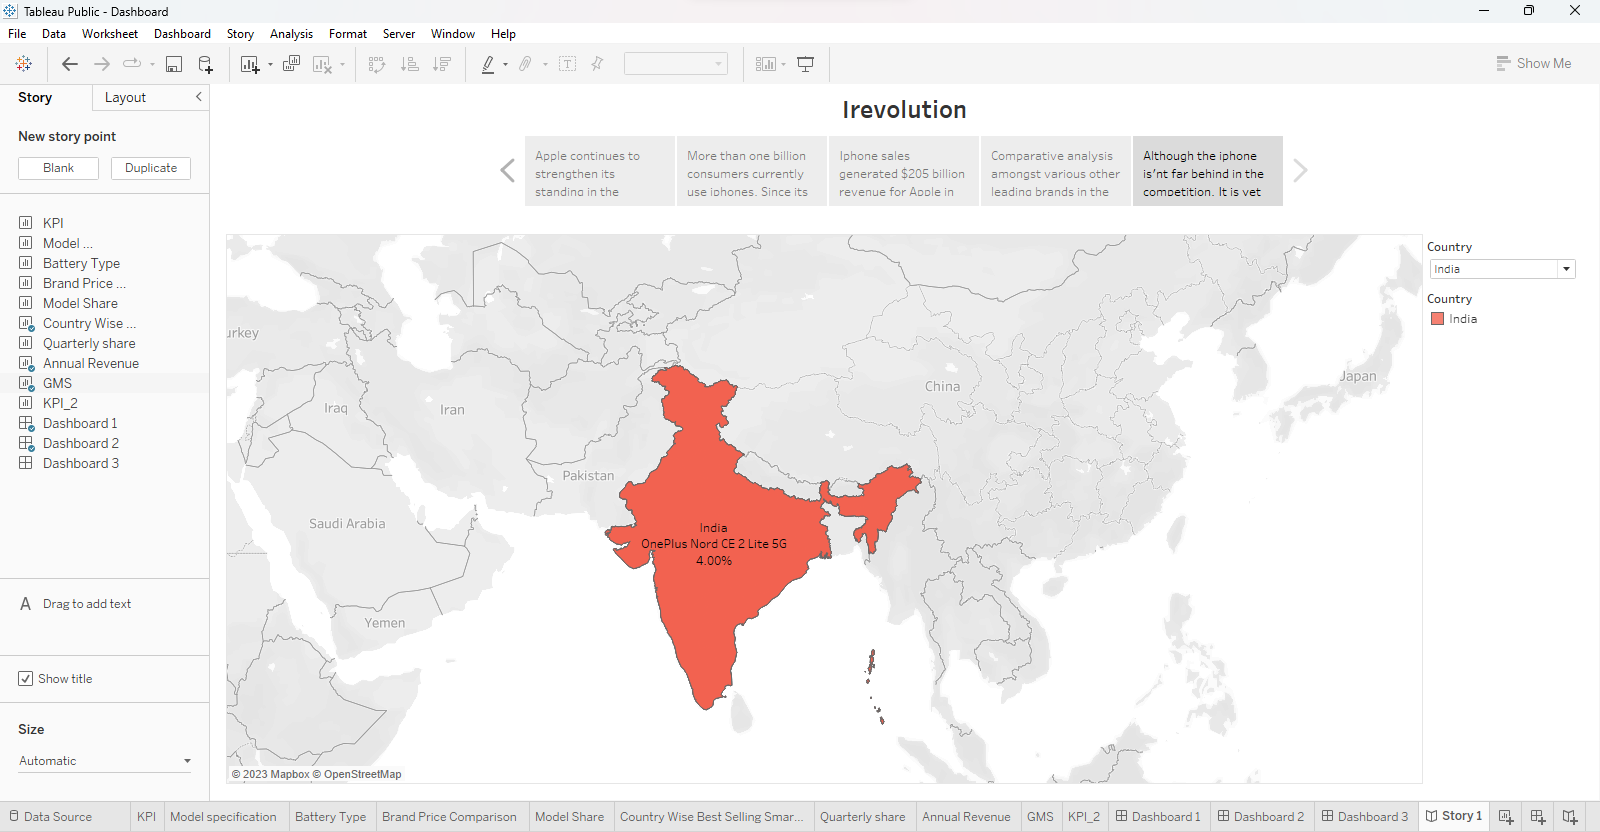 Tableau Public - Dashboard
File Data Worksheet Dashboard Story Analysis Format Server Window Help
Show Me
Story Layout
New story point
Blank Duplicate
KPI
Model ...
Battery Type
Brand Price ...
Model Share
Country Wise ...
Quarterly share
Annual Revenue
GMS
KPI_2
Dashboard 1
Dashboard 2
Dashboard 3
A Drag to add text
Show title
Size
Automatic
Irevolution
Apple continues to
strengthen its
standing in the
More than one billion
consumers currently
use iphones. Since its
Iphone sales
generated $205 billion
revenue for Apple in
Comparative analysis
amongst various other
leading brands in the
Although the iphone
is'nt far behind in the
competition. It is yet
urkey
Iraq
Iran
Pakistan
Saudi Arabia
Yemen
China
Japan
India
OnePlus Nord CE 2 Lite 5G
4.00%
© 2023 Mapbox © OpenStreetMap
Country
India
Country
India
Data Source KPI Model specification Battery Type Brand Price Comparison Model Share Country Wise Best Selling Smar... Quarterly share Annual Revenue GMS KPI_2 Dashboard 1 Dashboard 2 Dashboard 3 Story 1